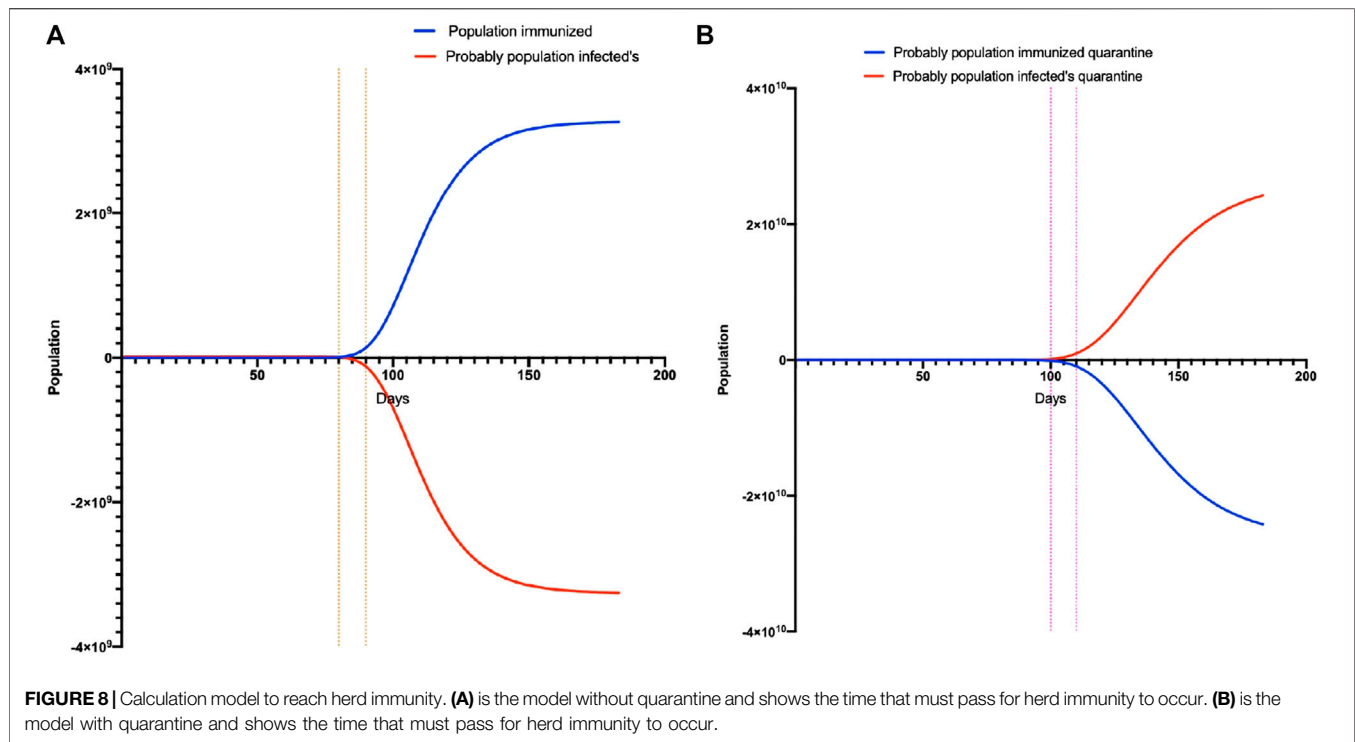 A
Population immunized
Probably population infected's
4×10⁹
2×10⁹
0
-2×10⁹
-4×10⁹
50
100
150
200
Days
Population
B
Probably population immunized quarantine
Probably population infected's quarantine
4×10¹⁰
2×10¹⁰
0
-2×10¹⁰
-4×10¹⁰
50
100
150
200
Days
Population
FIGURE 8 | Calculation model to reach herd immunity. (A) is the model without quarantine and shows the time that must pass for herd immunity to occur. (B) is the
model with quarantine and shows the time that must pass for herd immunity to occur.